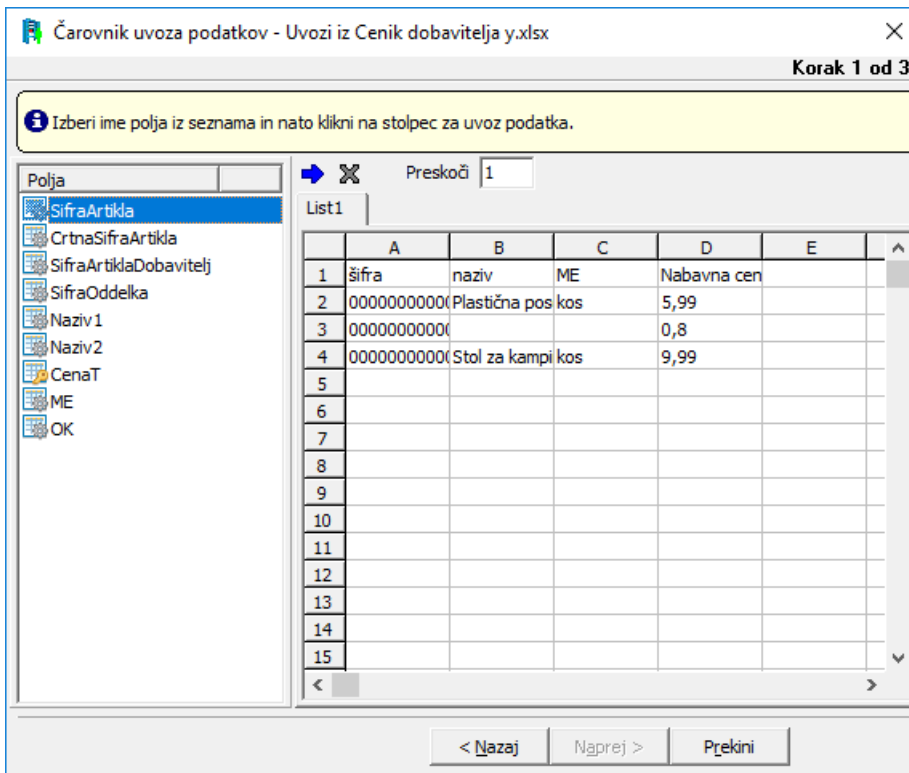 Čarovnik uvoza podatkov - Uvozi iz Cenik dobavitelja y.xlsx
Korak 1 od 3
Izberi ime polja iz seznama in nato klikni na stolpec za uvoz podatka.
Polja
SifraArtikla
CrtnaSifraArtikla
SifraArtiklaDobavitelj
SifraOddelka
Naziv1
Naziv2
CenaT
ME
OK
Preskoči 1
List1
A B C D E
1 šifra naziv ME Nabavna cen
2 00000000000 Plastična pos kos 5,99
3 00000000000 0,8
4 00000000000 Stol za kampi kos 9,99
5
6
7
8
9
10
11
12
13
14
15
< Nazaj Naprej > Prekini